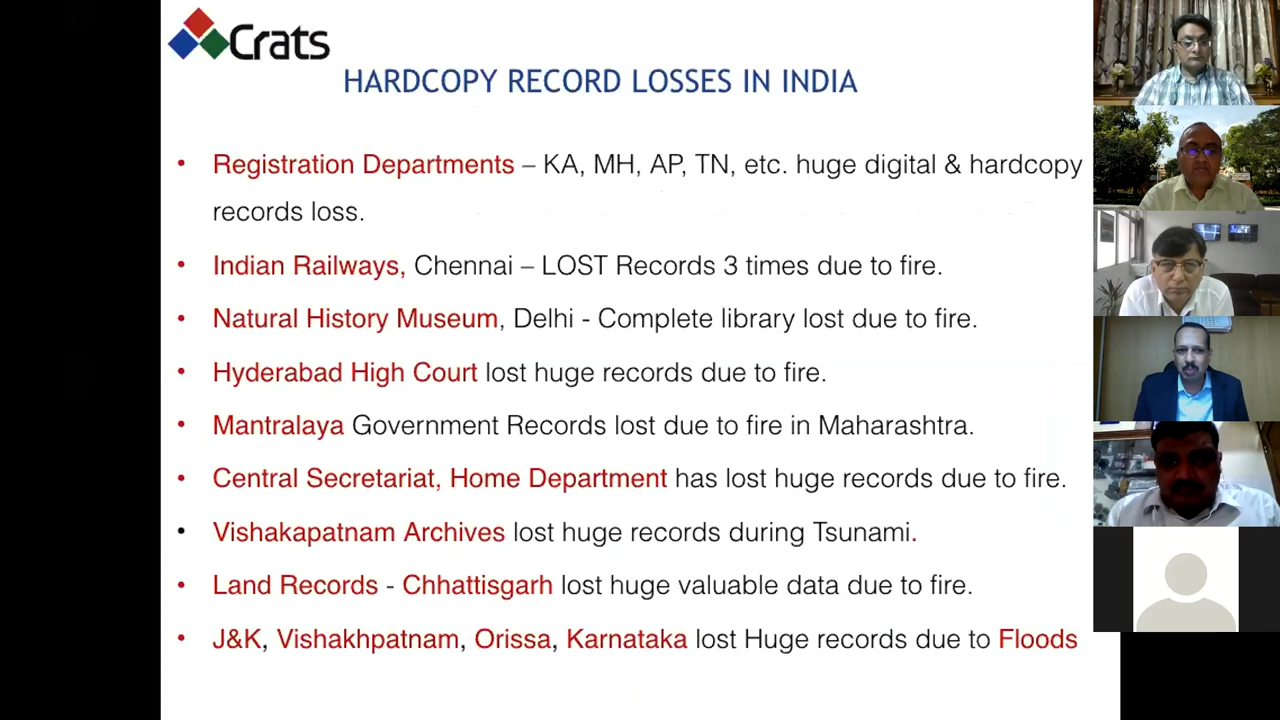 Crats
HARDCOPY RECORD LOSSES IN INDIA
• Registration Departments – KA, MH, AP, TN, etc. huge digital & hardcopy
records loss.
• Indian Railways, Chennai – LOST Records 3 times due to fire.
• Natural History Museum, Delhi - Complete library lost due to fire.
• Hyderabad High Court lost huge records due to fire.
• Mantralaya Government Records lost due to fire in Maharashtra.
• Central Secretariat, Home Department has lost huge records due to fire.
• Vishakapatnam Archives lost huge records during Tsunami.
• Land Records - Chhattisgarh lost huge valuable data due to fire.
• J&K, Vishakhpatnam, Orissa, Karnataka lost Huge records due to Floods